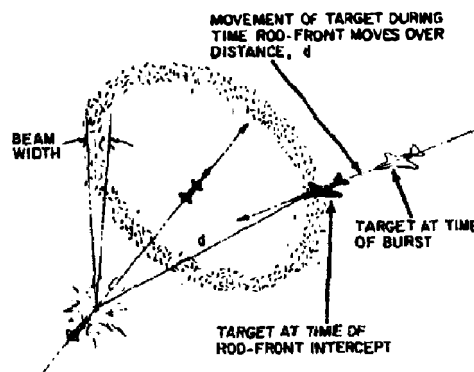 MOVEMENT OF TARGET DURING
TIME ROD-FRONT MOVES OVER
DISTANCE, d
BEAM
WIDTH
d
TARGET AT TIME
OF BURST
TARGET AT TIME OF
ROD-FRONT INTERCEPT